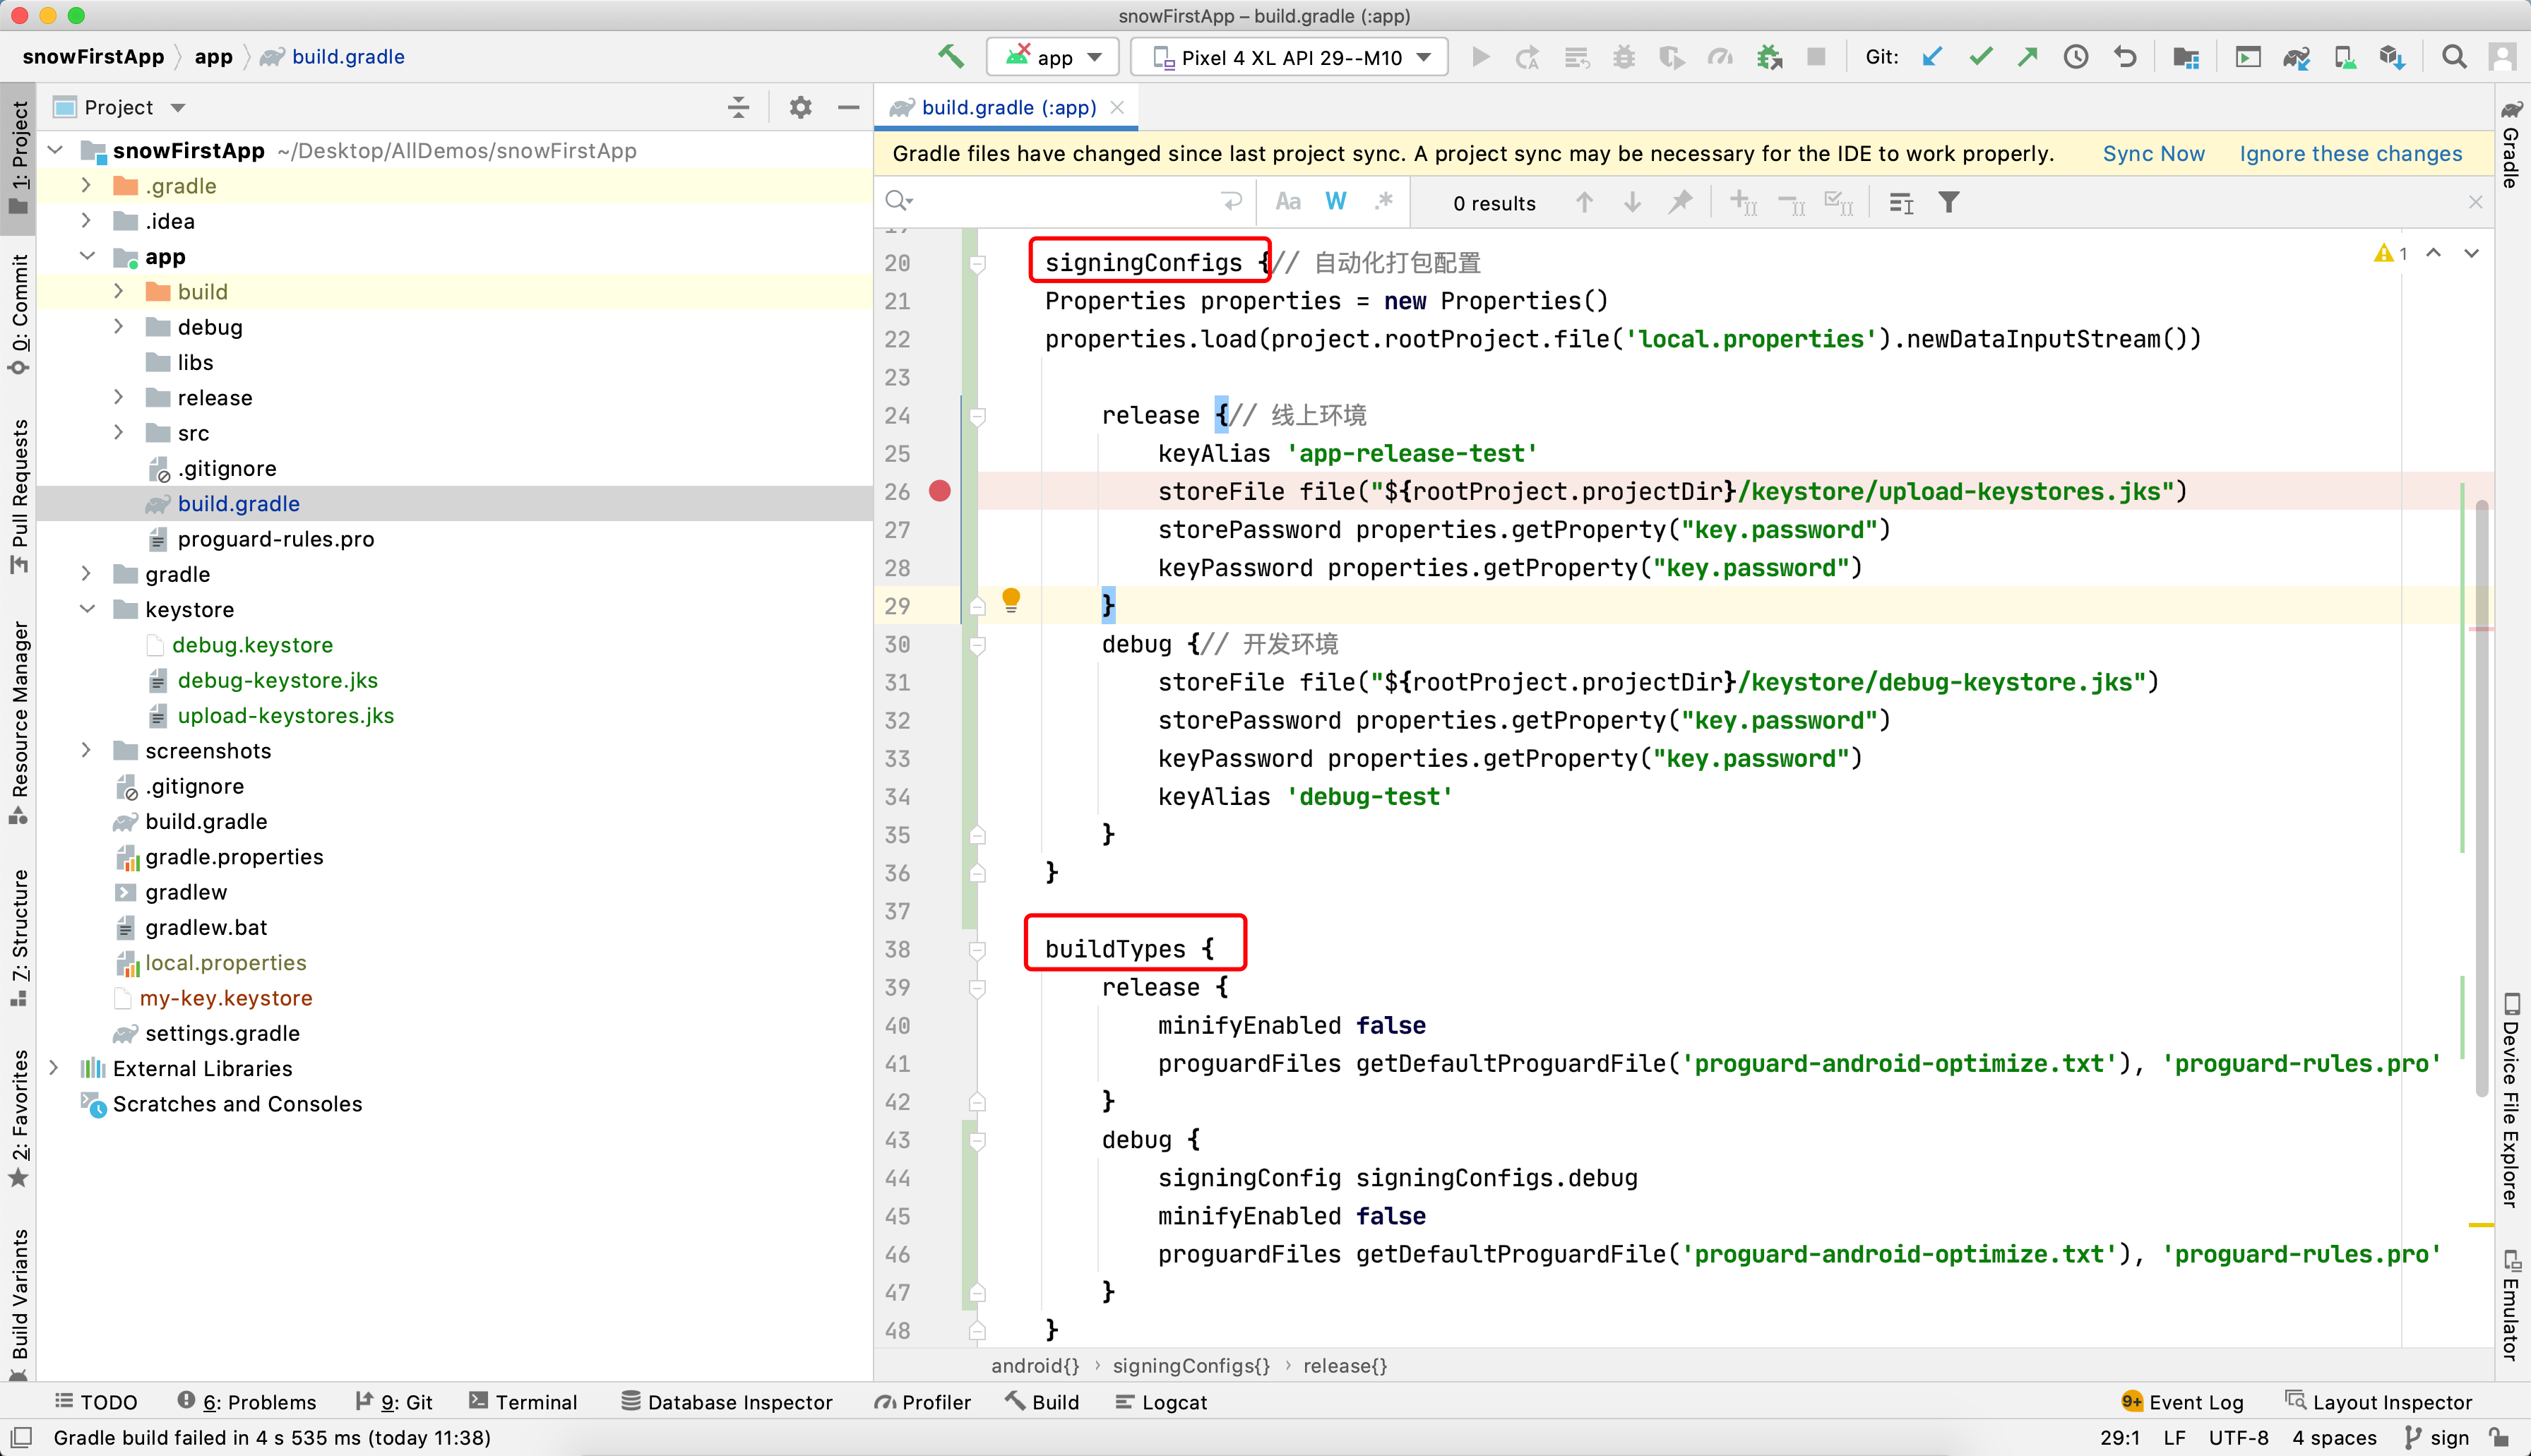 snowFirstApp – build.gradle (:app)
snowFirstApp app build.gradle
app Pixel 4 XL API 29--M10 Git:
Project
build.gradle (:app)
Gradle files have changed since last project sync. A project sync may be necessary for the IDE to work properly. Sync Now Ignore these changes
Aa W .* 0 results
1: Project
0: Commit
Pull Requests
Resource Manager
7: Structure
2: Favorites
Build Variants
snowFirstApp ~/Desktop/AllDemos/snowFirstApp
.gradle
.idea
app
build
debug
libs
release
src
.gitignore
build.gradle
proguard-rules.pro
gradle
keystore
debug.keystore
debug-keystore.jks
upload-keystores.jks
screenshots
.gitignore
build.gradle
gradle.properties
gradlew
gradlew.bat
local.properties
my-key.keystore
settings.gradle
External Libraries
Scratches and Consoles
1
20 signingConfigs {// 自动化打包配置
21 Properties properties = new Properties()
22 properties.load(project.rootProject.file('local.properties').newDataInputStream())
23
24 release {// 线上环境
25 keyAlias 'app-release-test'
26 storeFile file("${rootProject.projectDir}/keystore/upload-keystores.jks")
27 storePassword properties.getProperty("key.password")
28 keyPassword properties.getProperty("key.password")
29 }
30 debug {// 开发环境
31 storeFile file("${rootProject.projectDir}/keystore/debug-keystore.jks")
32 storePassword properties.getProperty("key.password")
33 keyPassword properties.getProperty("key.password")
34 keyAlias 'debug-test'
35 }
36 }
37
38 buildTypes {
39 release {
40 minifyEnabled false
41 proguardFiles getDefaultProguardFile('proguard-android-optimize.txt'), 'proguard-rules.pro'
42 }
43 debug {
44 signingConfig signingConfigs.debug
45 minifyEnabled false
46 proguardFiles getDefaultProguardFile('proguard-android-optimize.txt'), 'proguard-rules.pro'
47 }
48 }
android{} › signingConfigs{} › release{}
Gradle
Device File Explorer
Emulator
TODO 6: Problems 9: Git Terminal Database Inspector Profiler Build Logcat 9+ Event Log Layout Inspector
Gradle build failed in 4 s 535 ms (today 11:38) 29:1 LF UTF-8 4 spaces sign